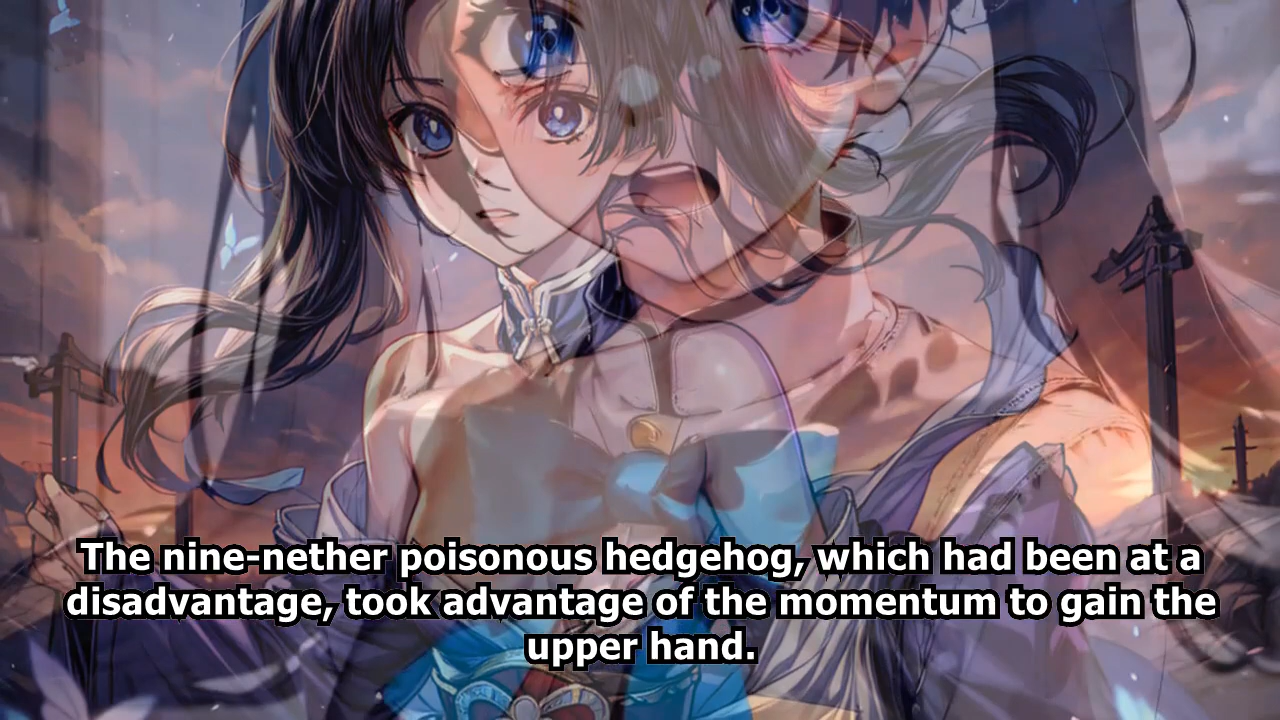 The nine-nether poisonous hedgehog, which had been at a
disadvantage, took advantage of the momentum to gain the
upper hand.